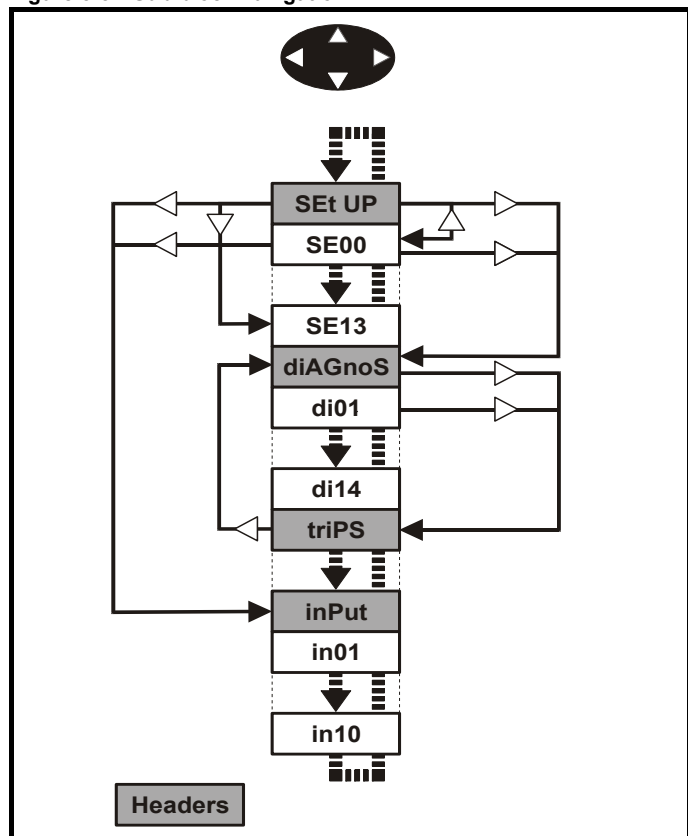 SEt UP
SE00
SE13
diAGnoS
di01
di14
triPS
inPut
in01
in10
Headers